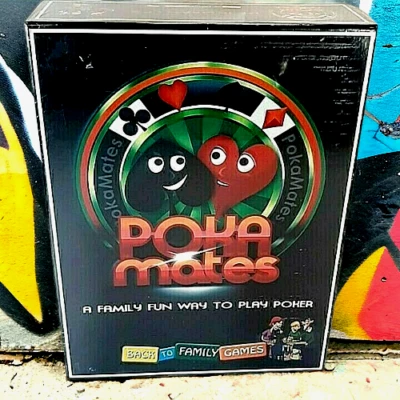 PokaMates
PokaMates
POKA
mates
A FAMILY FUN WAY TO PLAY POKER
BACK TO FAMILY GAMES